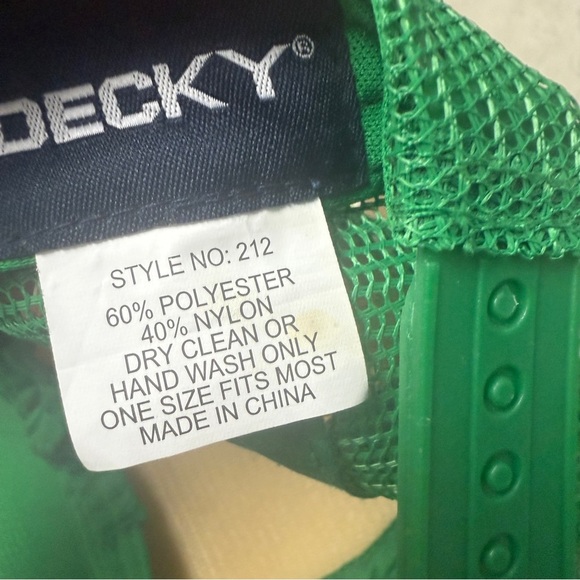 DECKY®
STYLE NO: 212
60% POLYESTER
40% NYLON
DRY CLEAN OR
HAND WASH ONLY
ONE SIZE FITS MOST
MADE IN CHINA